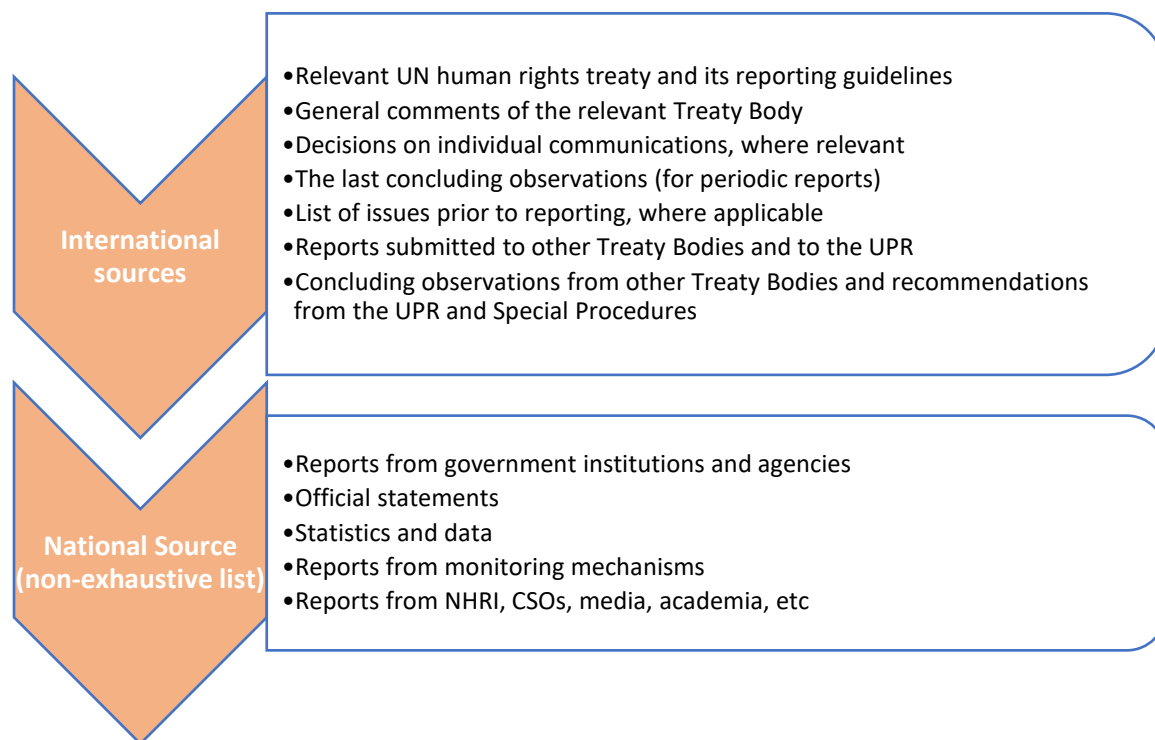 International
sources
•Relevant UN human rights treaty and its reporting guidelines
•General comments of the relevant Treaty Body
•Decisions on individual communications, where relevant
•The last concluding observations (for periodic reports)
•List of issues prior to reporting, where applicable
•Reports submitted to other Treaty Bodies and to the UPR
•Concluding observations from other Treaty Bodies and recommendations
from the UPR and Special Procedures
National Source
(non-exhaustive list)
•Reports from government institutions and agencies
•Official statements
•Statistics and data
•Reports from monitoring mechanisms
•Reports from NHRI, CSOs, media, academia, etc